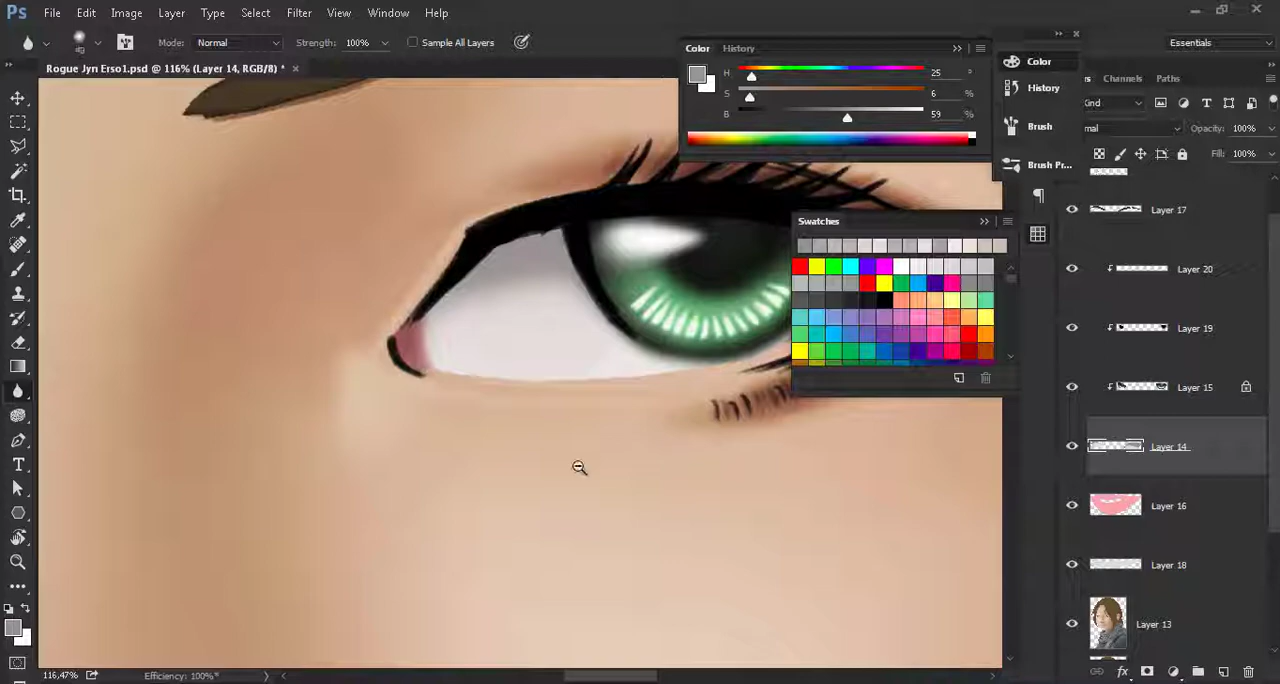 Ps File Edit Image Layer Type Select Filter 3D View Window Help
49 Mode: Normal Strength: 100% Sample All Layers Essentials
Rogue Jyn Erso1.psd @ 116% (Layer 14, RGB/8) *
Color History
H 25 °
S 6 %
B 59 %
Color
History
Brush
Brush Pr...
Channels Paths
Kind
Opacity: 100%
Fill: 100%
Swatches
Layer 17
Layer 20
Layer 19
Layer 15
Layer 14
Layer 16
Layer 18
Layer 13
116,47% Efficiency: 100%*